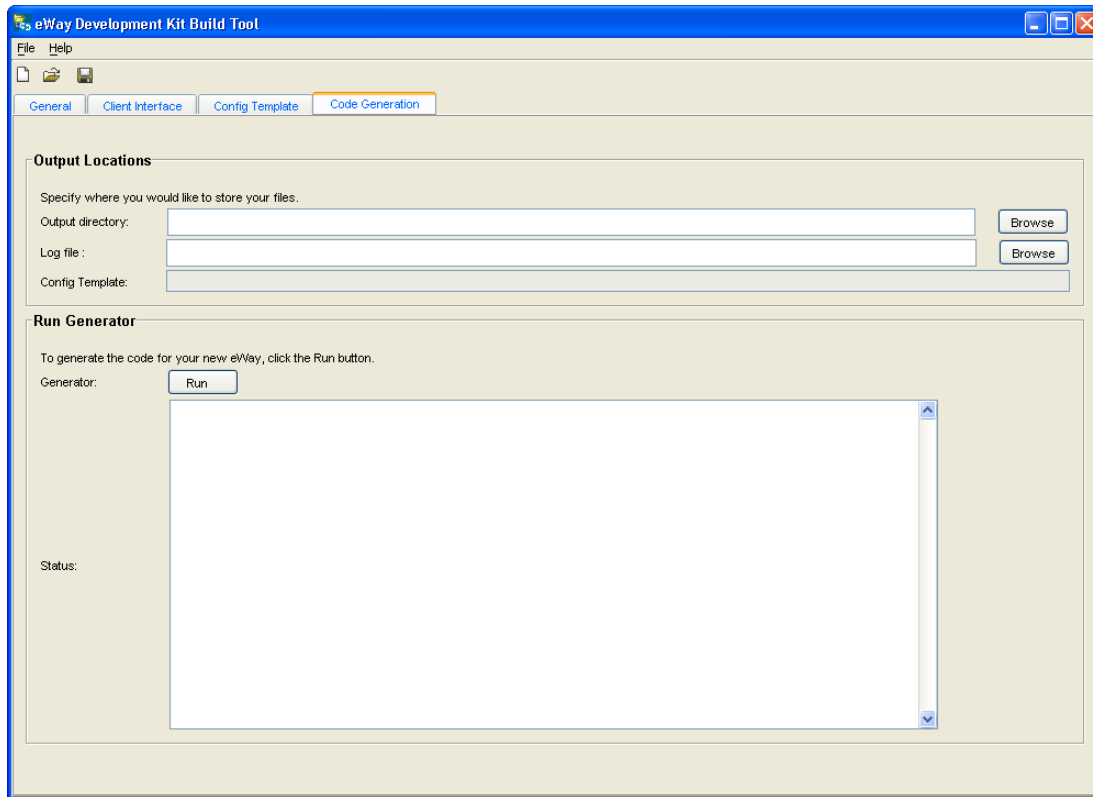 eWay Development Kit Build Tool
File Help
General Client Interface Config Template Code Generation
Output Locations
Specify where you would like to store your files.
Output directory: Browse
Log file : Browse
Config Template:
Run Generator
To generate the code for your new eWay, click the Run button.
Generator: Run
Status: